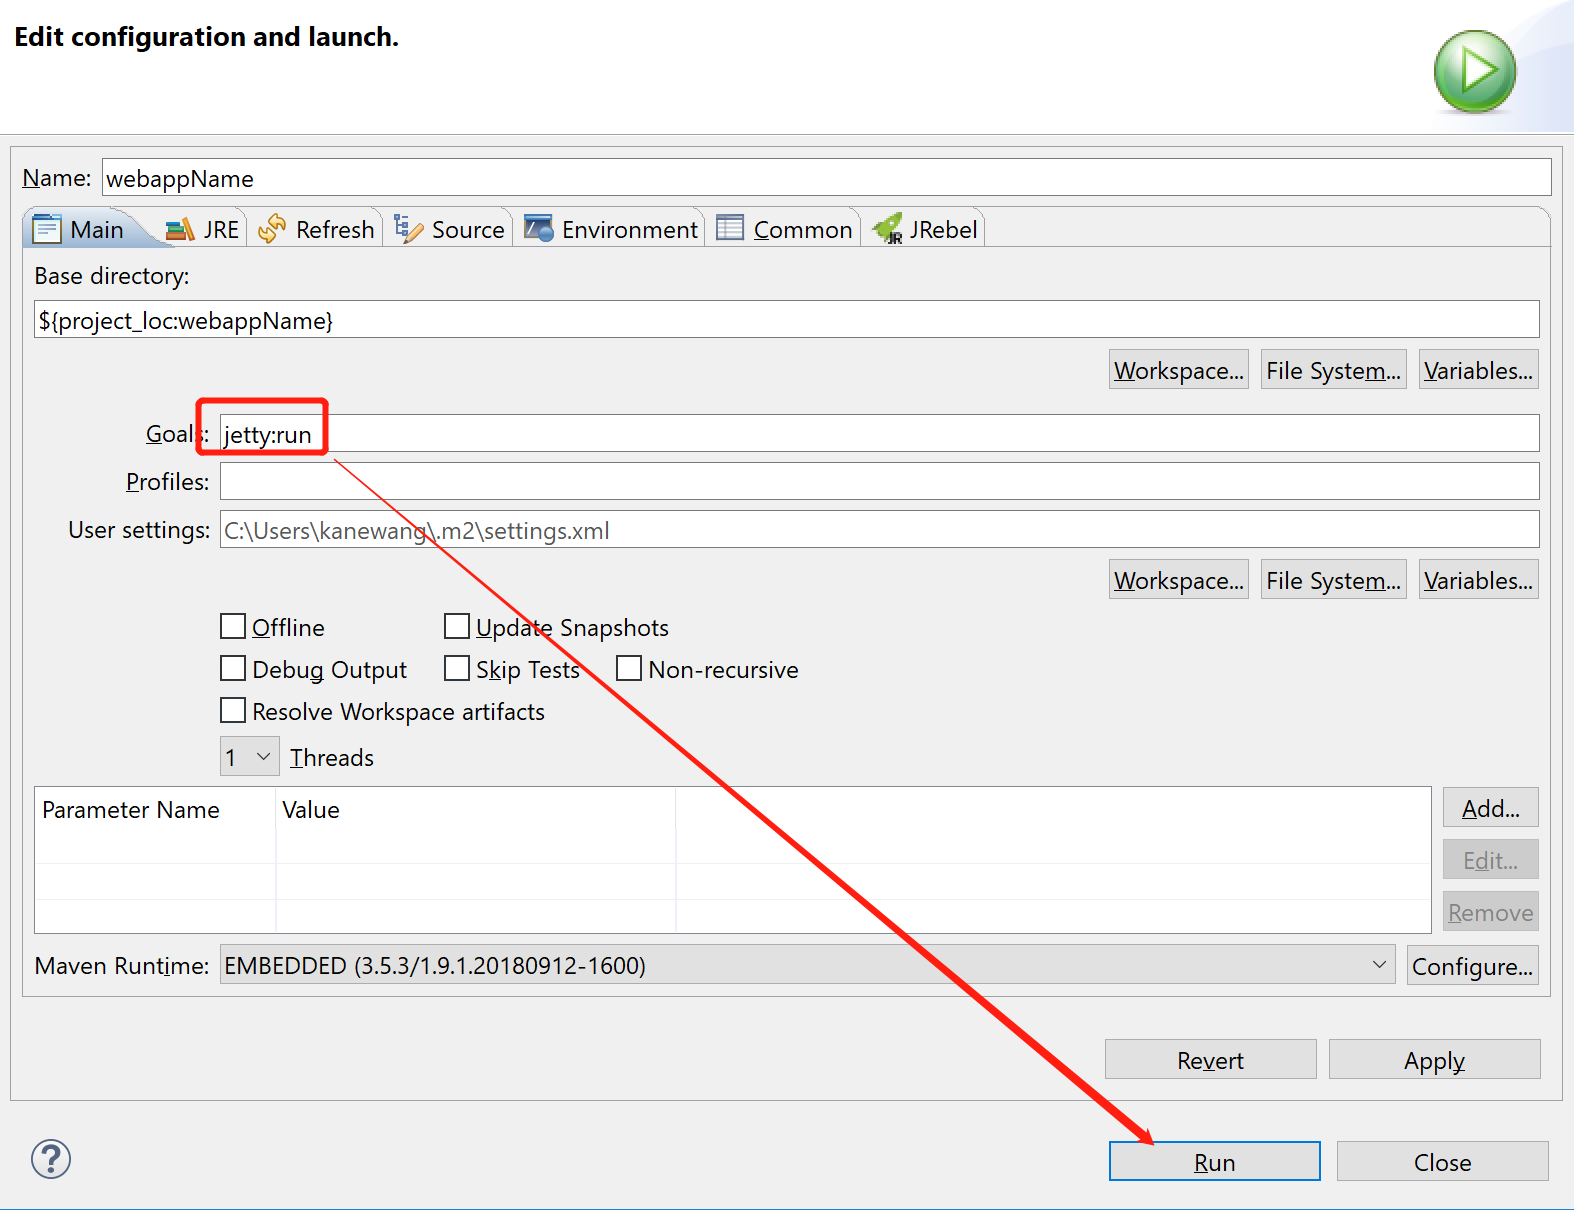 Edit configuration and launch.
Name: webappName
Main JRE Refresh Source Environment Common JRebel
Base directory:
${project_loc:webappName}
Workspace... File System... Variables...
Goals: jetty:run
Profiles:
User settings: C:\Users\kanewang\.m2\settings.xml
Workspace... File System... Variables...
Offline Update Snapshots
Debug Output Skip Tests Non-recursive
Resolve Workspace artifacts
1 Threads
Parameter Name Value Add...
Edit...
Remove
Maven Runtime: EMBEDDED (3.5.3/1.9.1.20180912-1600) Configure...
Revert Apply
? Run Close